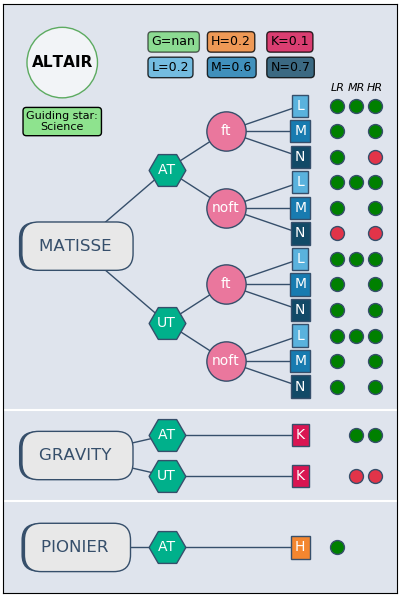 ALTAIR
G=nan H=0.2 K=0.1
L=0.2 M=0.6 N=0.7
Guiding star:
Science
LR MR HR
L
ft M
N
AT
L
noft M
N
MATISSE
L
ft M
N
UT
L
noft M
N
AT K
GRAVITY
UT K
PIONIER AT H